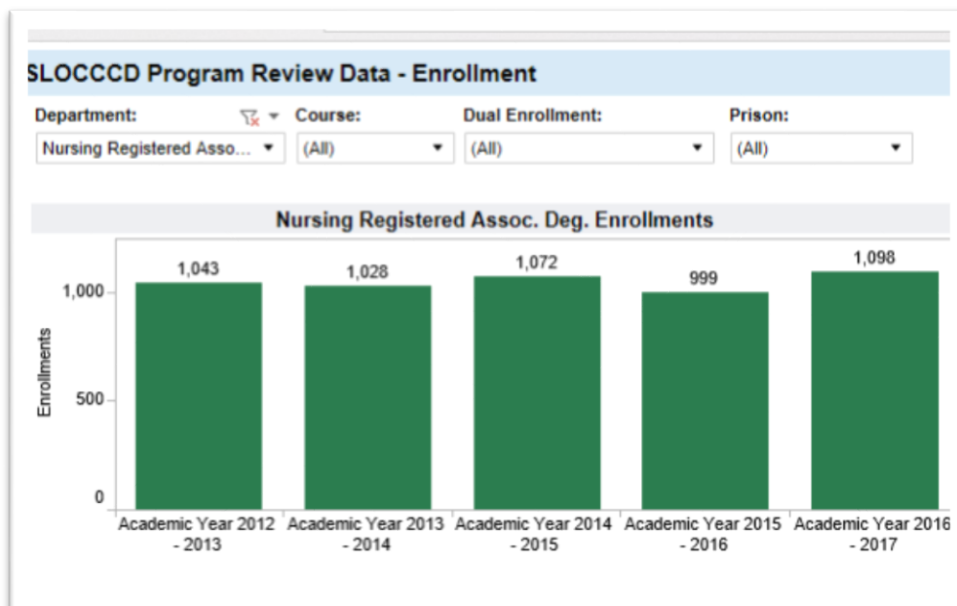 SLOCCCD Program Review Data - Enrollment
Department: Course: Dual Enrollment: Prison:
Nursing Registered Asso... (All) (All) (All)
Nursing Registered Assoc. Deg. Enrollments
1,043 1,028 1,072 999 1,098
1,000
500
0
Enrollments
Academic Year 2012 Academic Year 2013 Academic Year 2014 Academic Year 2015 Academic Year 2016
- 2013 - 2014 - 2015 - 2016 - 2017